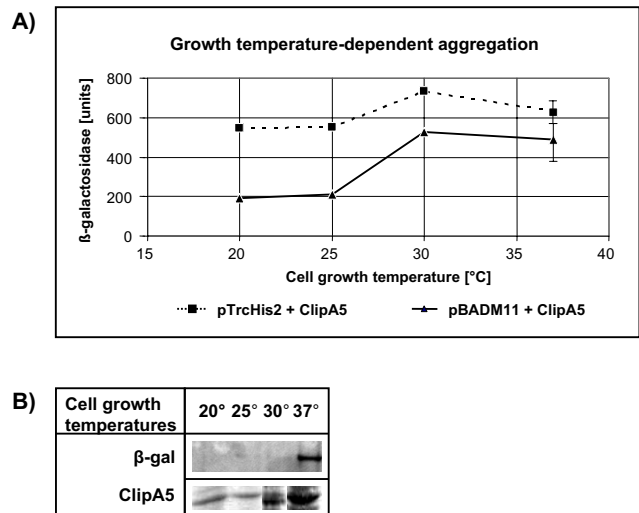 A)
Growth temperature-dependent aggregation
ß-galactosidase [units]
800
600
400
200
0
15 20 25 30 35 40
Cell growth temperature [°C]
pTrcHis2 + ClipA5 pBADM11 + ClipA5
B)
Cell growth temperatures 20° 25° 30° 37°
β-gal
ClipA5